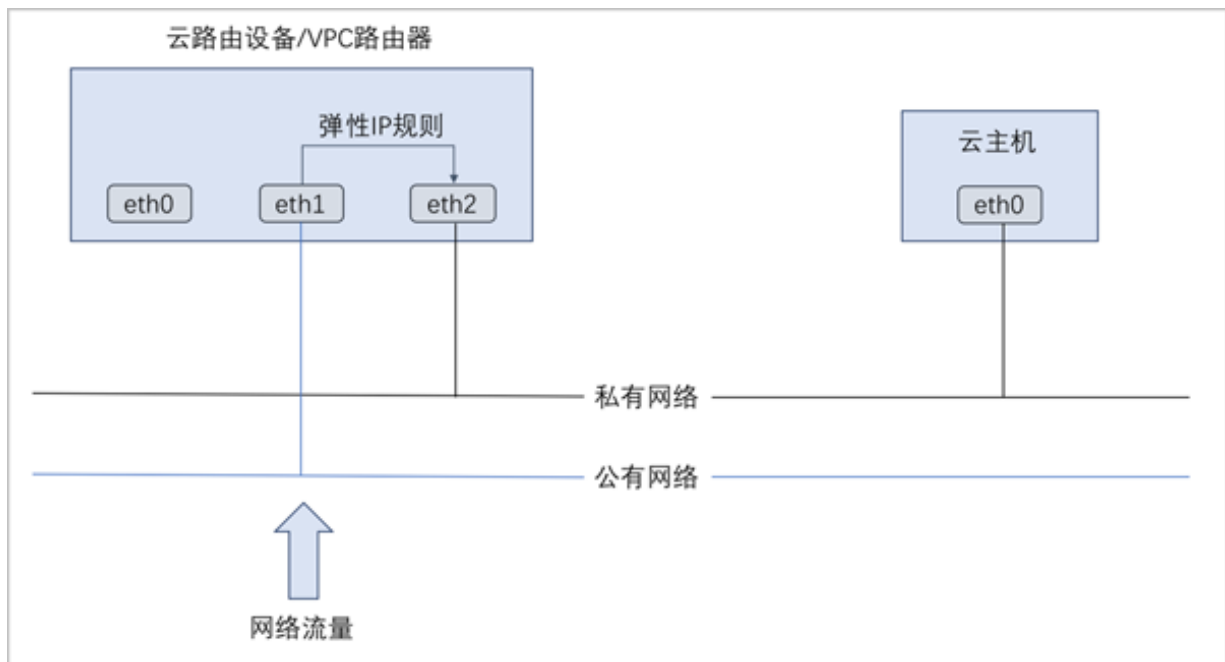 云路由设备/VPC路由器
弹性IP规则
云主机
eth0
eth1
eth2
eth0
私有网络
公有网络
网络流量